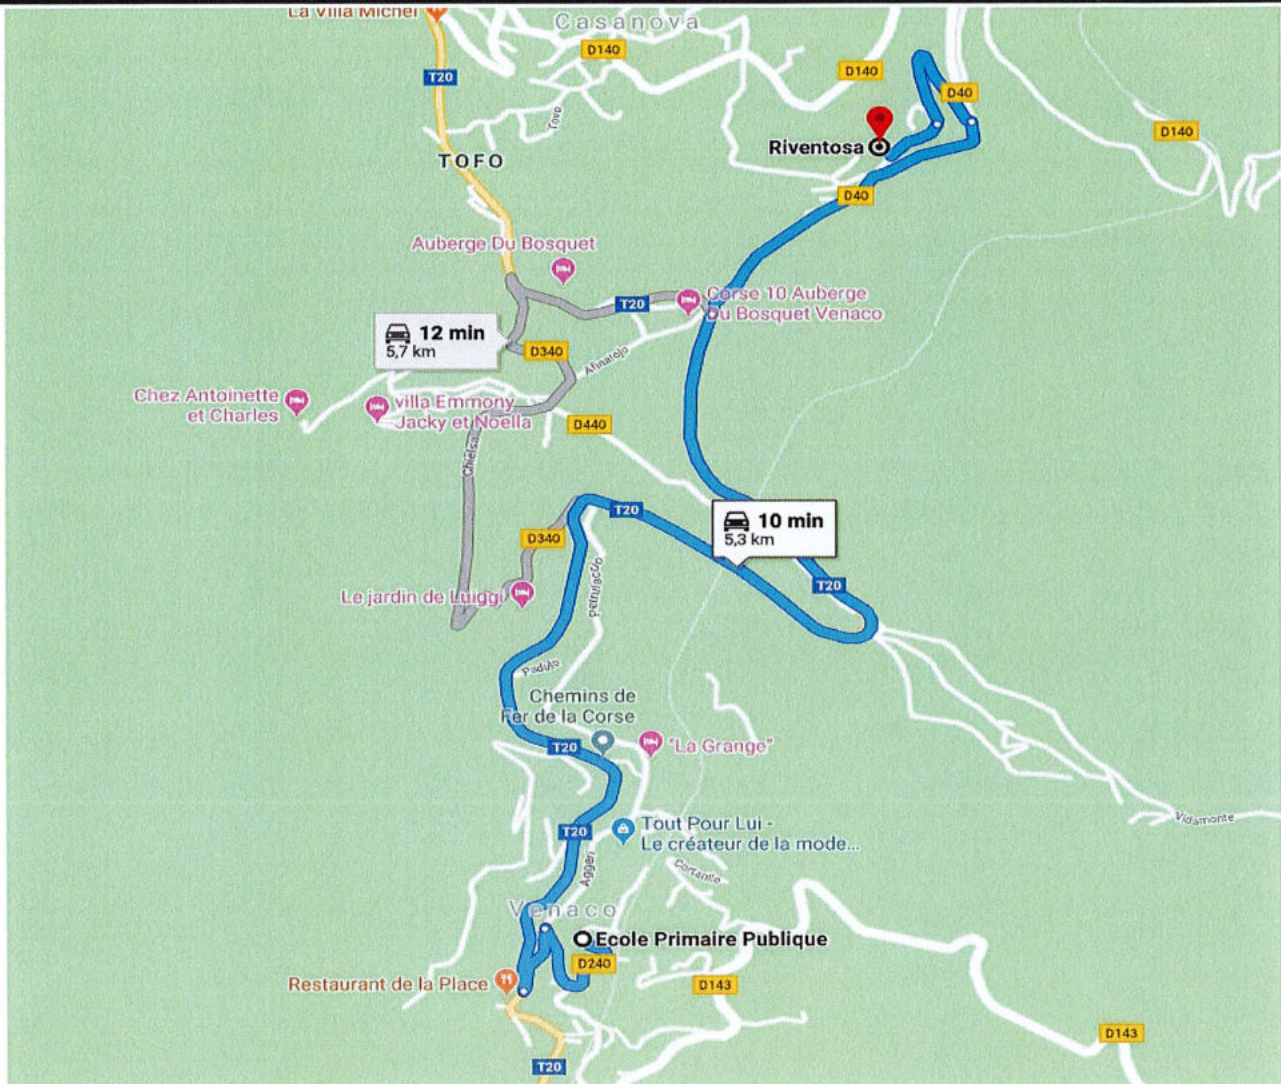 La Villa Michel
Casanova
D140
T20
D140
D40
D140
Tova
Riventosa
TOFO
D40
Auberge Du Bosquet
T20
Corse 10 Auberge
Du Bosquet Venaco
12 min
5,7 km
D340
Afinatojo
Chez Antoinette
et Charles
villa Emmony
Jacky et Noella
D440
Chielsa
T20
10 min
5,3 km
D340
Le jardin de Luiggi
T20
Padulo
Chemins de
Fer de la Corse
T20
"La Grange"
T20
Tout Pour Lui -
Le créateur de la mode...
Vidamonte
Aggeri
Venaco
Ecole Primaire Publique
D240
Restaurant de la Place
D143
D143
T20